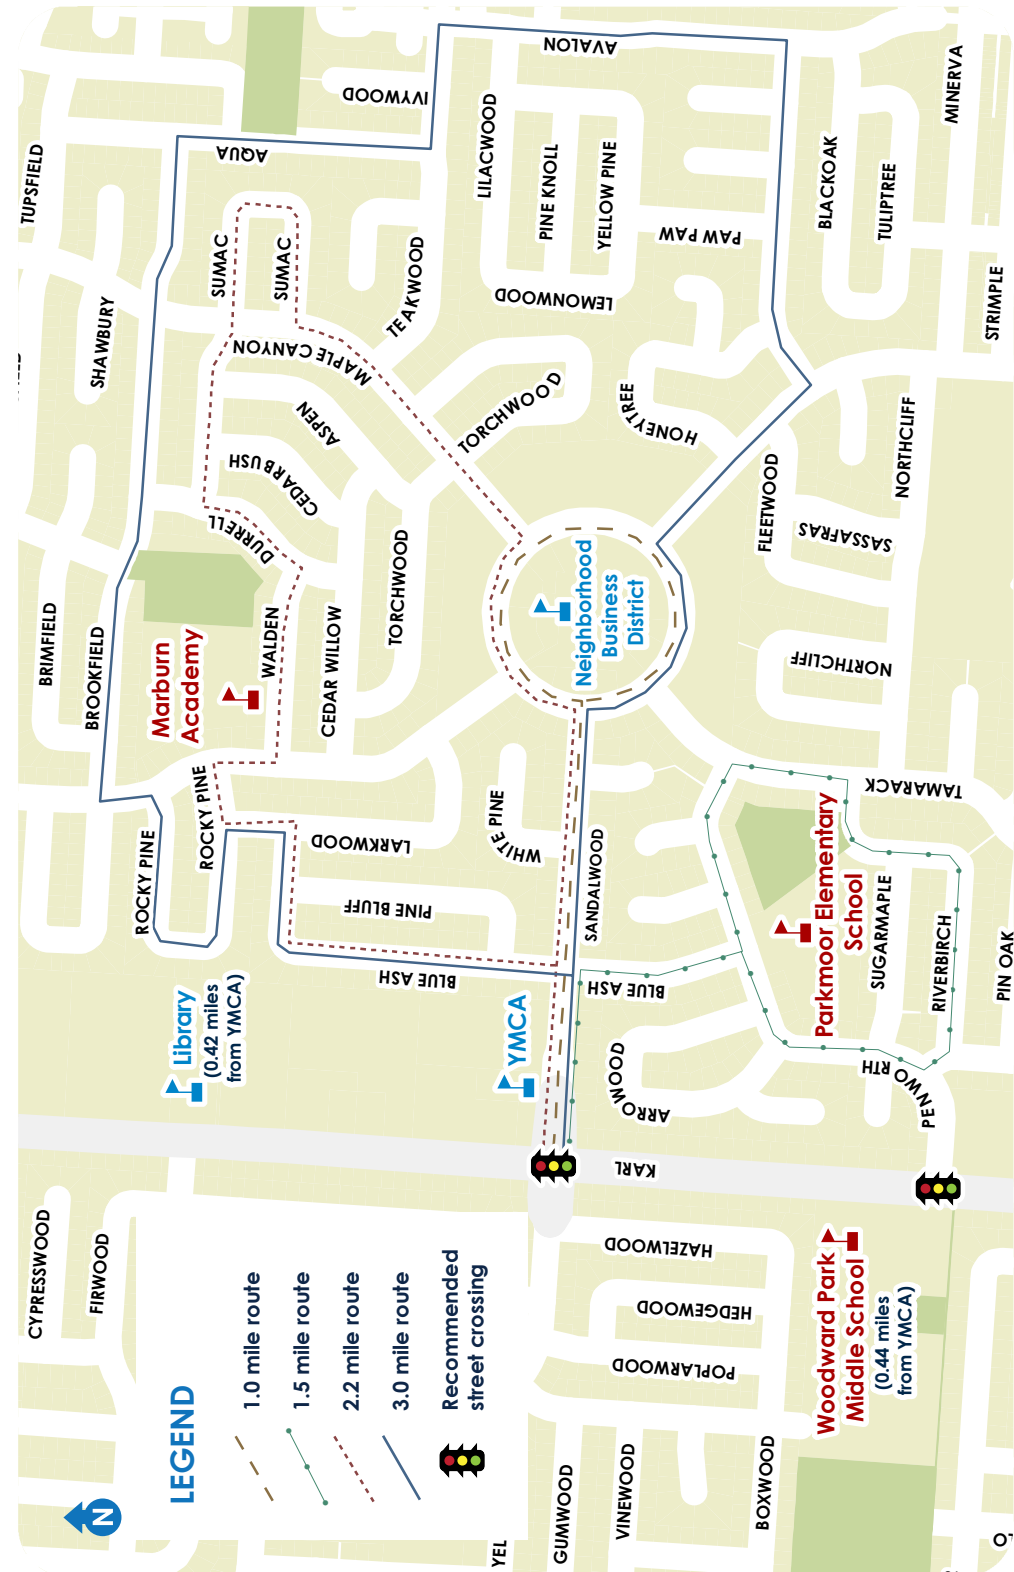 TUPSFIELD
SHAWBURY
BRIMFIELD
BROOKFIELD
AQUA
IVYWOOD
AVALON
LILACWOOD
PINE KNOLL
YELLOW PINE
PAW PAW
LEMONWOOD
BLACKOAK
TULIPTREE
MINERVA
STRIMPLE
SUMAC
SUMAC
MAPLE CANYON
TEAKWOOD
ASPEN
CEDARBUSH
DURRELL
TORCHWOOD
HONEYTREE
FLEETWOOD
SASSAFRAS
NORTHCLIFF
NORTHCLIFF
WALDEN
CEDAR WILLOW
TORCHWOOD
Marburn
Academy
Neighborhood
Business
District
ROCKY PINE
ROCKY PINE
LARKWOOD
PINE BLUFF
WHITE PINE
SANDALWOOD
TAMARACK
Parkmoor Elementary
School
SUGARMAPLE
RIVERBIRCH
PIN OAK
BLUE ASH
BLUE ASH
Library
(0.42 miles
from YMCA)
YMCA
ARROWOOD
PENWORTH
KARL
CYPRESSWOOD
FIRWOOD
HAZELWOOD
HEDGEWOOD
POPLARWOOD
BOXWOOD
VINEWOOD
GUMWOOD
YEL
Woodward Park
Middle School
(0.44 miles
from YMCA)
LEGEND
1.0 mile route
1.5 mile route
2.2 mile route
3.0 mile route
Recommended
street crossing
N